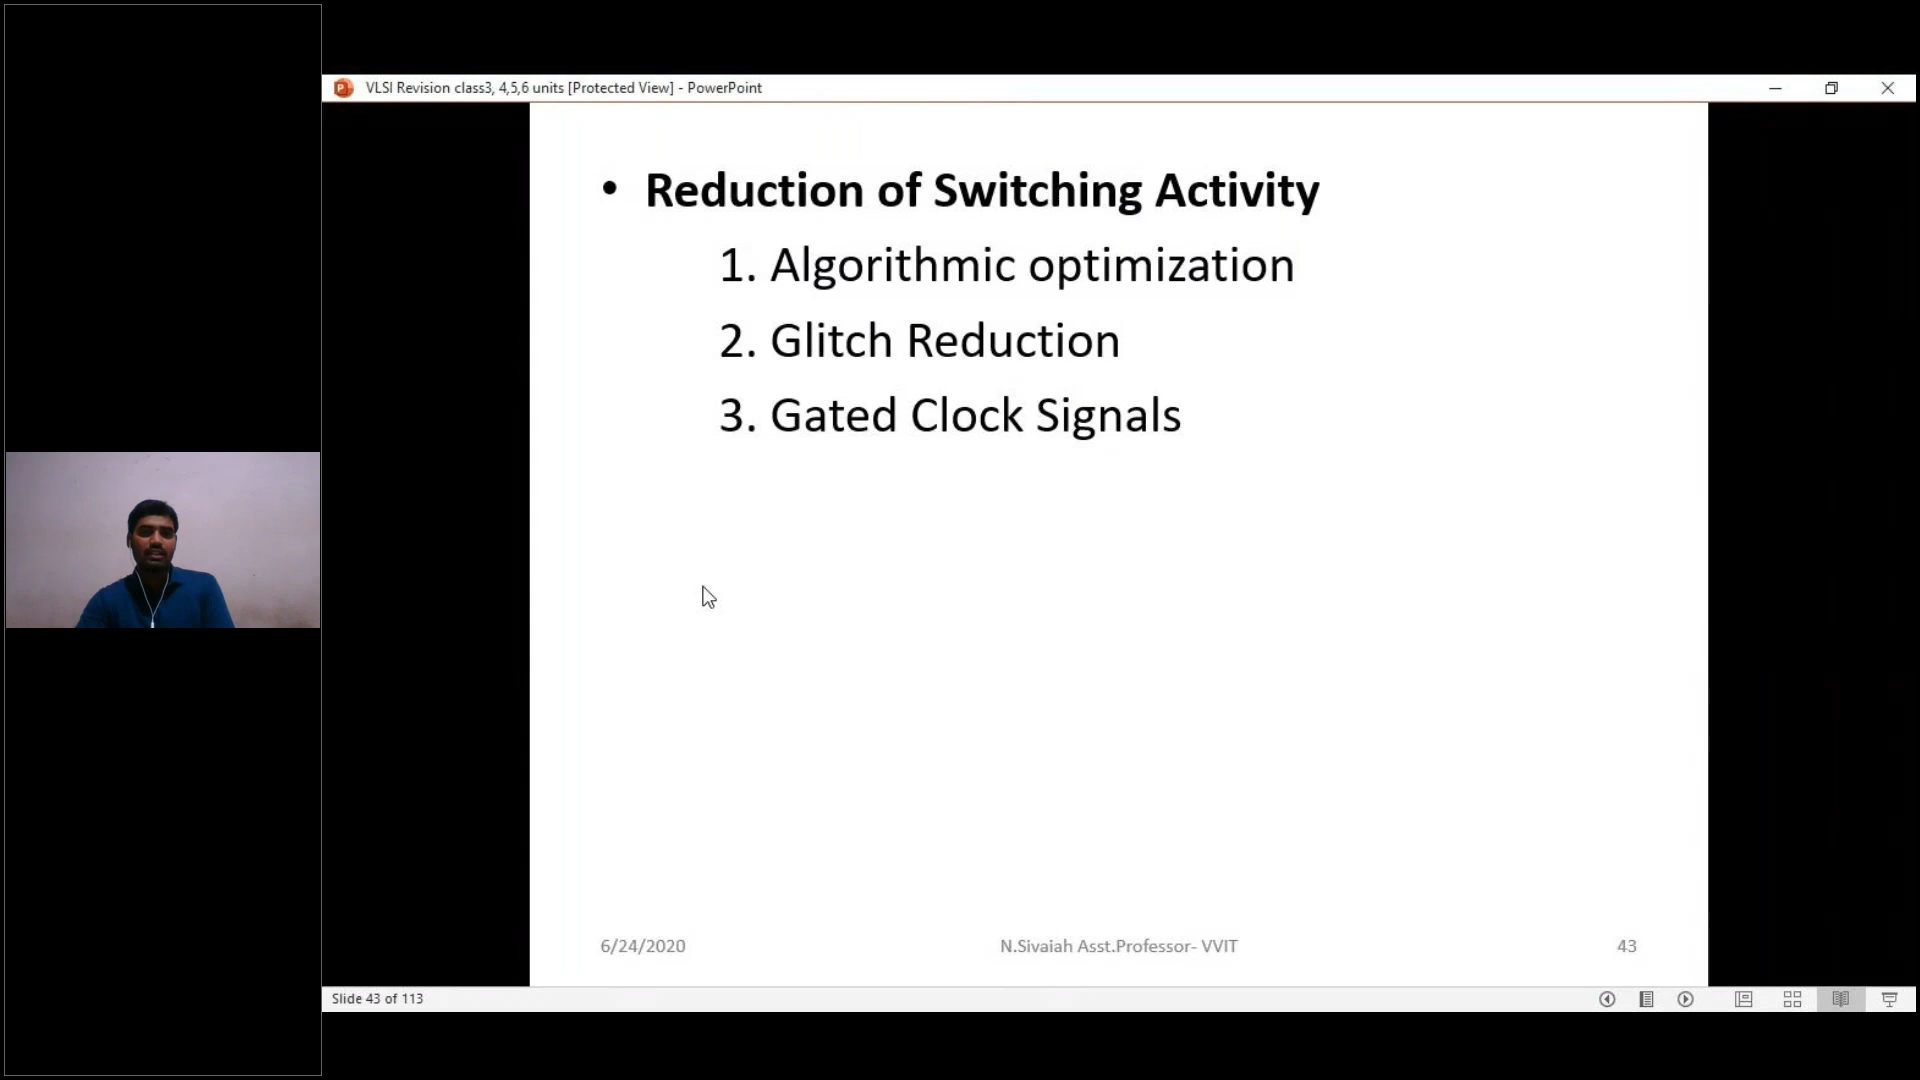 VLSI Revision class3, 4,5,6 units [Protected View] - PowerPoint
• Reduction of Switching Activity
1. Algorithmic optimization
2. Glitch Reduction
3. Gated Clock Signals
6/24/2020 N.Sivaiah Asst.Professor- VVIT 43
Slide 43 of 113